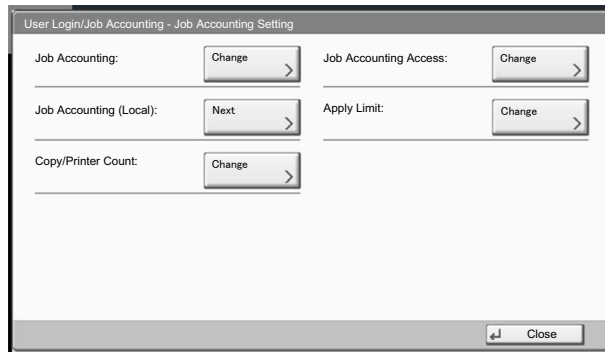 User Login/Job Accounting - Job Accounting Setting
Job Accounting: Change Job Accounting Access: Change
Job Accounting (Local): Next Apply Limit: Change
Copy/Printer Count: Change
Close